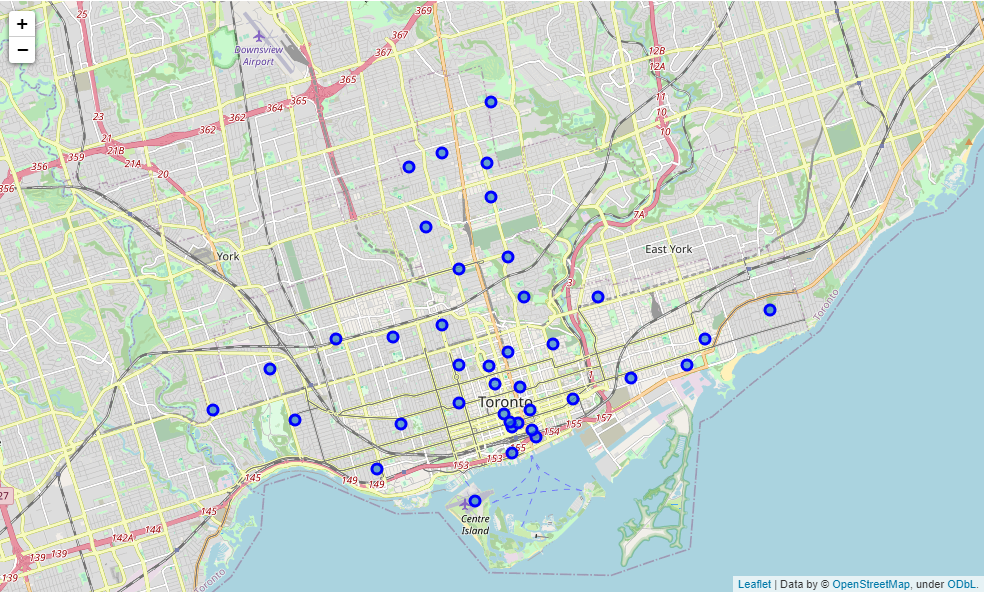 +
−
25
369
367
367
Downsview
Airport
12B
12A
365
365
364
362
362
11
10
10
23
21
21B
359
356
21A
20
356
7A
York
East York
3
Toronto
Toronto
157
155
154
155
153
153
149
149
145
145
Centre
Island
27
144
142A
139
139
139
Toronto
Leaflet | Data by © OpenStreetMap, under ODbL.